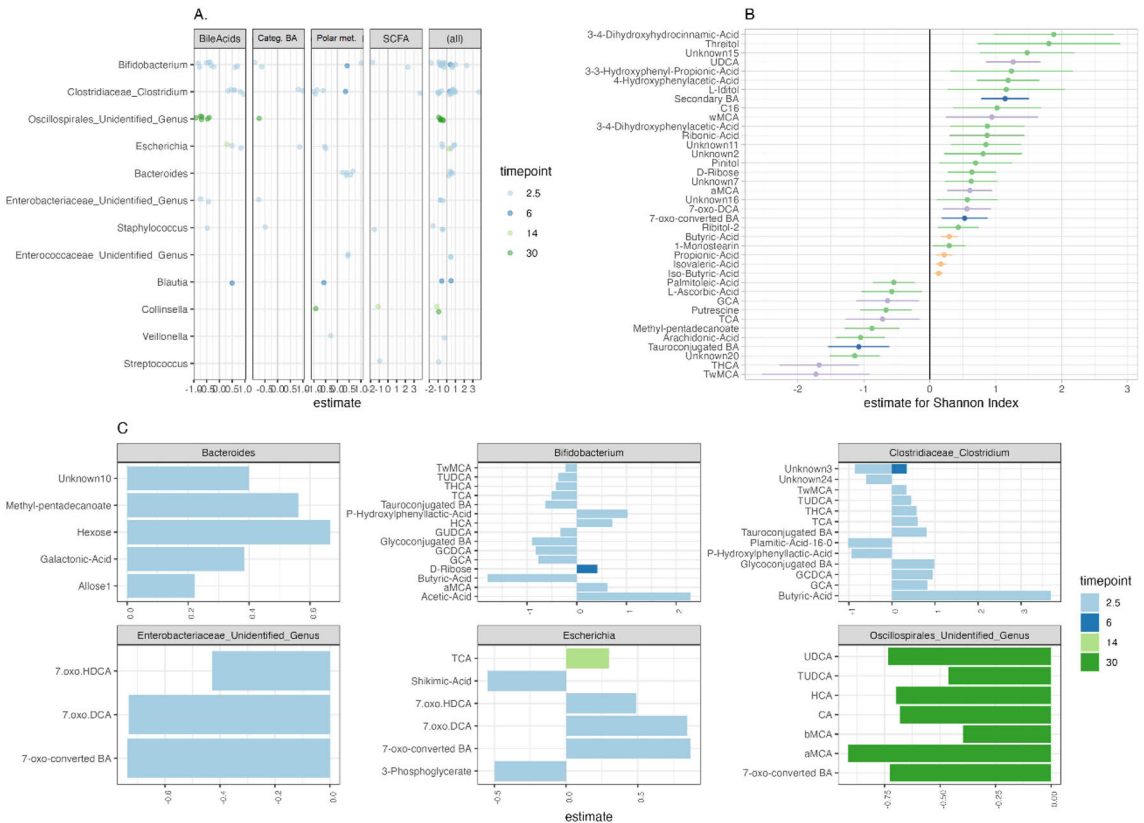 A.
BileAcids
Categ. BA
Polar met.
SCFA
(all)
Bifidobacterium
Clostridiaceae_Clostridium
Oscillospirales_Unidentified_Genus
Escherichia
Bacteroides
Enterobacteriaceae_Unidentified_Genus
Staphylococcus
Enterococcaceae_Unidentified_Genus
Blautia
Collinsella
Veillonella
Streptococcus
estimate
timepoint
2.5
6
14
30
B
3-4-Dihydroxyhydrocinnamic-Acid
Threitol
Unknown15
UDCA
3-3-Hydroxyphenyl-Propionic-Acid
4-Hydroxyphenylacetic-Acid
L-Iditol
Secondary BA
C16
wMCA
3-4-Dihydroxyphenylacetic-Acid
Ribonic-Acid
Unknown11
Unknown2
Pinitol
D-Ribose
Unknown7
aMCA
Unknown16
7-oxo-DCA
7-oxo-converted BA
Ribitol-2
Butyric-Acid
1-Monostearin
Propionic-Acid
Isovaleric-Acid
Iso-Butyric-Acid
Palmitoleic-Acid
L-Ascorbic-Acid
GCA
Putrescine
TCA
Methyl-pentadecanoate
Arachidonic-Acid
Tauroconjugated BA
Unknown20
THCA
TwMCA
-2 -1 0 1 2 3
estimate for Shannon Index
C
Bacteroides
Unknown10
Methyl-pentadecanoate
Hexose
Galactonic-Acid
Allose1
0.0 0.2 0.4 0.6
Bifidobacterium
TwMCA
TUDCA
THCA
TCA
Tauroconjugated BA
P-Hydroxylphenyllactic-Acid
HCA
GUDCA
Glycoconjugated BA
GCDCA
GCA
D-Ribose
Butyric-Acid
aMCA
Acetic-Acid
-1 0 1 2
Clostridiaceae_Clostridium
Unknown3
Unknown24
TwMCA
TUDCA
THCA
TCA
Tauroconjugated BA
Plamitic-Acid-16-0
P-Hydroxylphenyllactic-Acid
Glycoconjugated BA
GCDCA
GCA
Butyric-Acid
-1 0 1 2 3
Enterobacteriaceae_Unidentified_Genus
7.oxo.HDCA
7.oxo.DCA
7-oxo-converted BA
-0.6 -0.4 -0.2 0.0
Escherichia
TCA
Shikimic-Acid
7.oxo.HDCA
7.oxo.DCA
7-oxo-converted BA
3-Phosphoglycerate
-0.5 0.0 0.5
estimate
Oscillospirales_Unidentified_Genus
UDCA
TUDCA
HCA
CA
bMCA
aMCA
7-oxo-converted BA
-0.75 -0.50 -0.25 0.00
timepoint
2.5
6
14
30